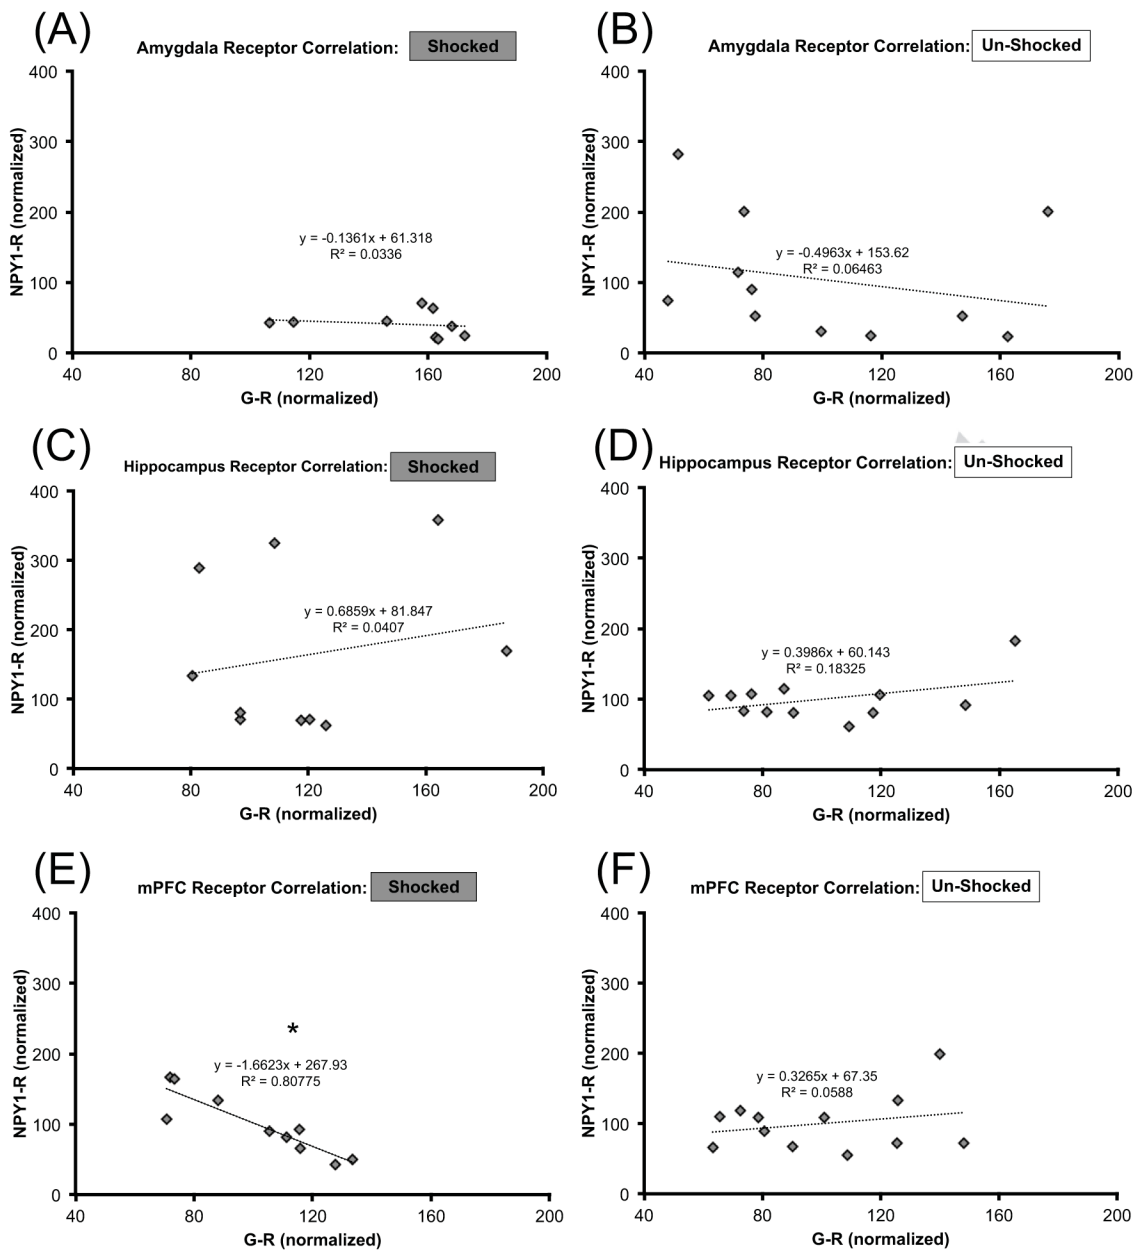 (A)
Amygdala Receptor Correlation: Shocked
400
300
200
100
0
NPY1-R (normalized)
y = -0.1361x + 61.318
R² = 0.0336
40 80 120 160 200
G-R (normalized)
(B)
Amygdala Receptor Correlation: Un-Shocked
400
300
200
100
0
NPY1-R (normalized)
y = -0.4963x + 153.62
R² = 0.06463
40 80 120 160 200
G-R (normalized)
(C)
Hippocampus Receptor Correlation: Shocked
400
300
200
100
0
NPY1-R (normalized)
y = 0.6859x + 81.847
R² = 0.0407
40 80 120 160 200
G-R (normalized)
(D)
Hippocampus Receptor Correlation: Un-Shocked
400
300
200
100
0
NPY1-R (normalized)
y = 0.3986x + 60.143
R² = 0.18325
40 80 120 160 200
G-R (normalized)
(E)
mPFC Receptor Correlation: Shocked
400
300
200
100
0
NPY1-R (normalized)
*
y = -1.6623x + 267.93
R² = 0.80775
40 80 120 160 200
G-R (normalized)
(F)
mPFC Receptor Correlation: Un-Shocked
400
300
200
100
0
NPY1-R (normalized)
y = 0.3265x + 67.35
R² = 0.0588
40 80 120 160 200
G-R (normalized)